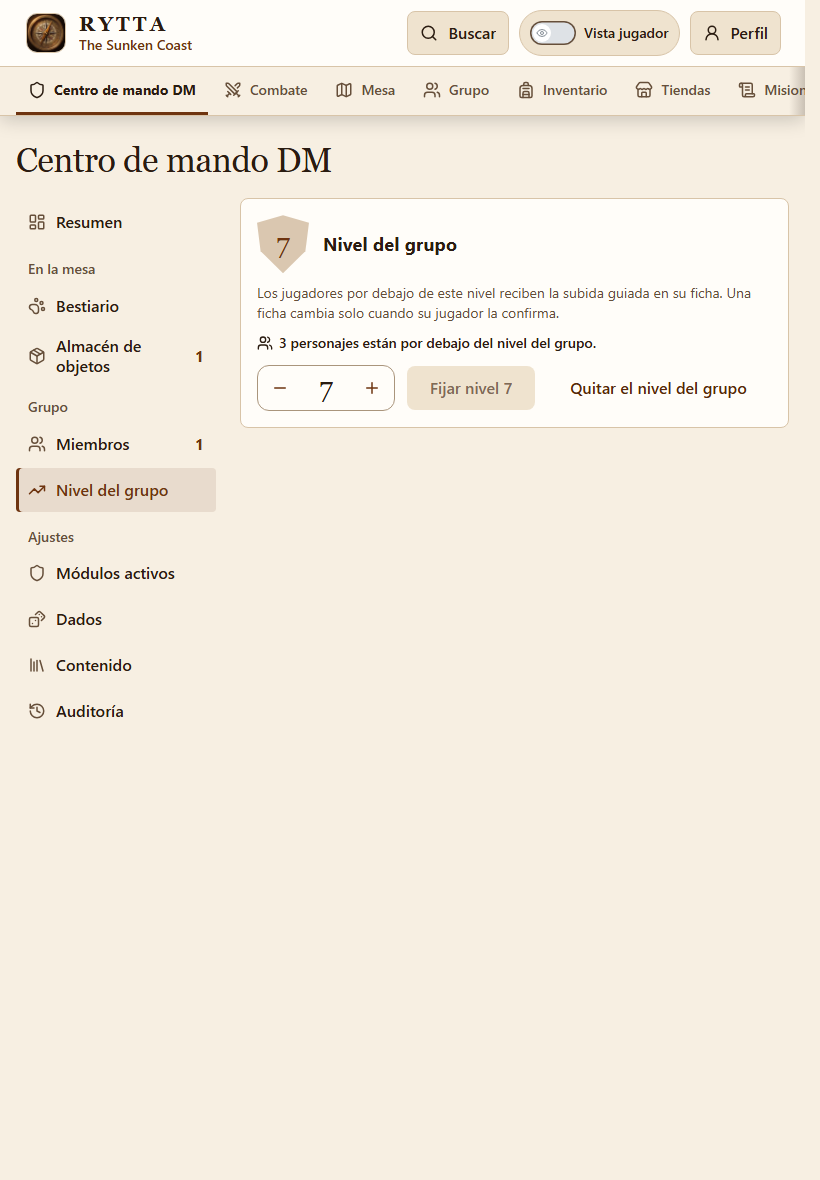 RYTTA
The Sunken Coast
Buscar
Vista jugador
Perfil
Centro de mando DM
Combate
Mesa
Grupo
Inventario
Tiendas
Centro de mando DM
Resumen
En la mesa
Bestiario
Almacén de
objetos
1
Grupo
Miembros
1
Nivel del grupo
Ajustes
Módulos activos
Dados
Contenido
Auditoría
7
Nivel del grupo
Los jugadores por debajo de este nivel reciben la subida guiada en su ficha. Una
ficha cambia solo cuando su jugador la confirma.
3 personajes están por debajo del nivel del grupo.
− 7 +
Fijar nivel 7
Quitar el nivel del grupo